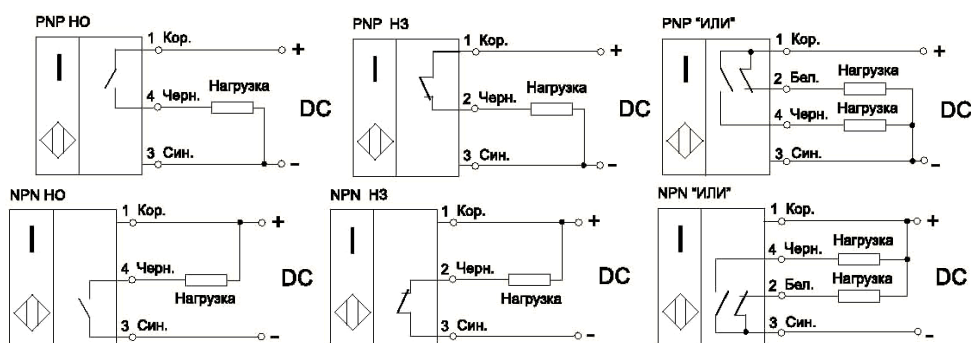 PNP НО
1 Кор.
+
4 Черн.
Нагрузка
DC
3 Син.
-
PNP НЗ
1 Кор.
+
2 Черн.
Нагрузка
DC
3 Син.
-
PNP "ИЛИ"
1 Кор.
+
2 Бел.
Нагрузка
4 Черн.
Нагрузка
DC
3 Син.
-
NPN НО
1 Кор.
+
4 Черн.
Нагрузка
DC
3 Син.
-
NPN НЗ
1 Кор.
+
2 Черн.
Нагрузка
DC
3 Син.
-
NPN "ИЛИ"
1 Кор.
+
4 Черн.
Нагрузка
2 Бел.
Нагрузка
DC
3 Син.
-